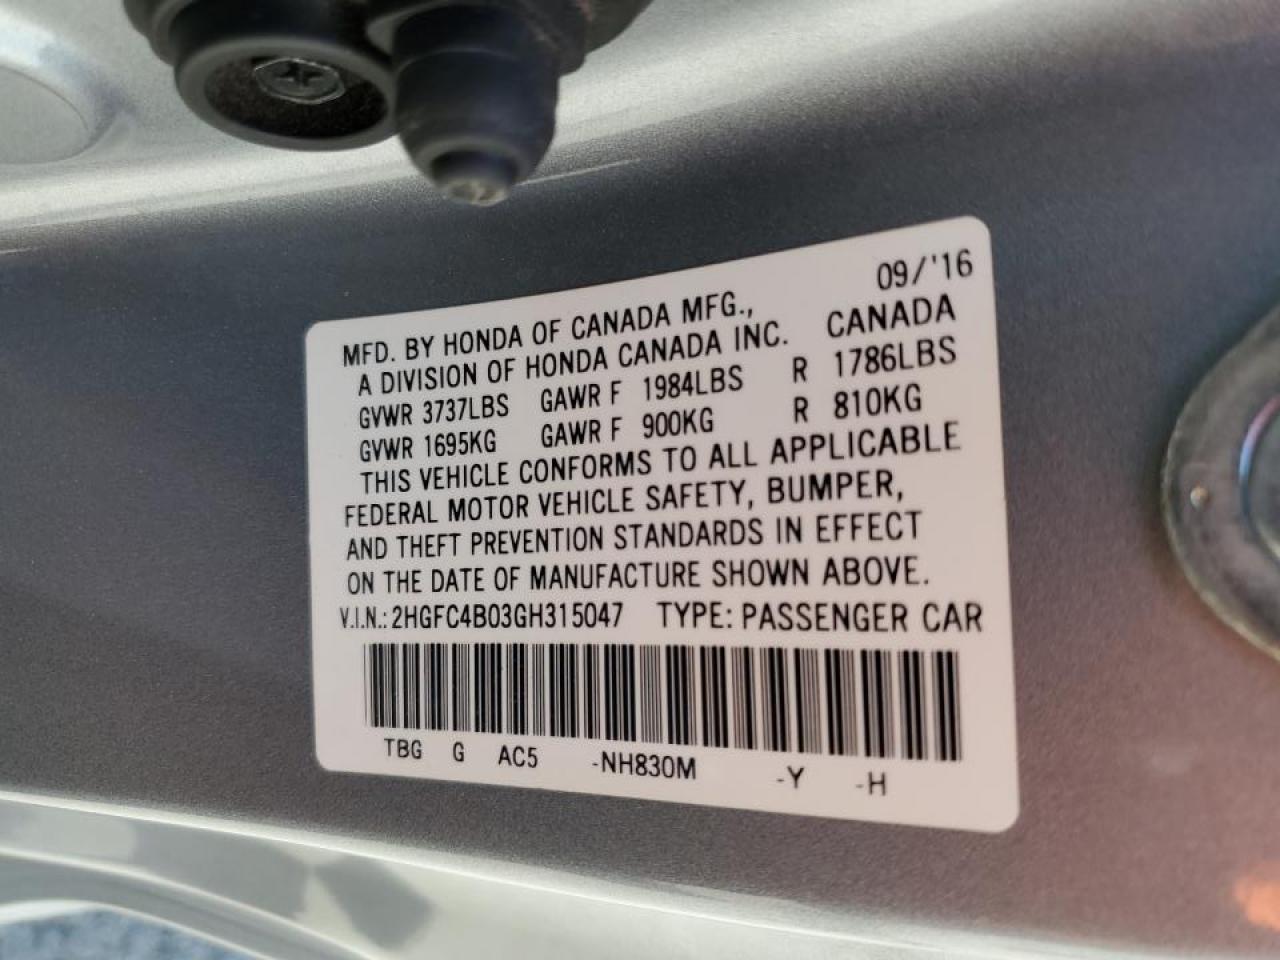 09/'16
MFD. BY HONDA OF CANADA MFG.,
A DIVISION OF HONDA CANADA INC. CANADA
GVWR 3737LBS GAWR F 1984LBS R 1786LBS
GVWR 1695KG GAWR F 900KG R 810KG
THIS VEHICLE CONFORMS TO ALL APPLICABLE
FEDERAL MOTOR VEHICLE SAFETY, BUMPER,
AND THEFT PREVENTION STANDARDS IN EFFECT
ON THE DATE OF MANUFACTURE SHOWN ABOVE.
V.I.N.: 2HGFC4B03GH315047 TYPE: PASSENGER CAR
TBG G AC5 -NH830M -Y -H